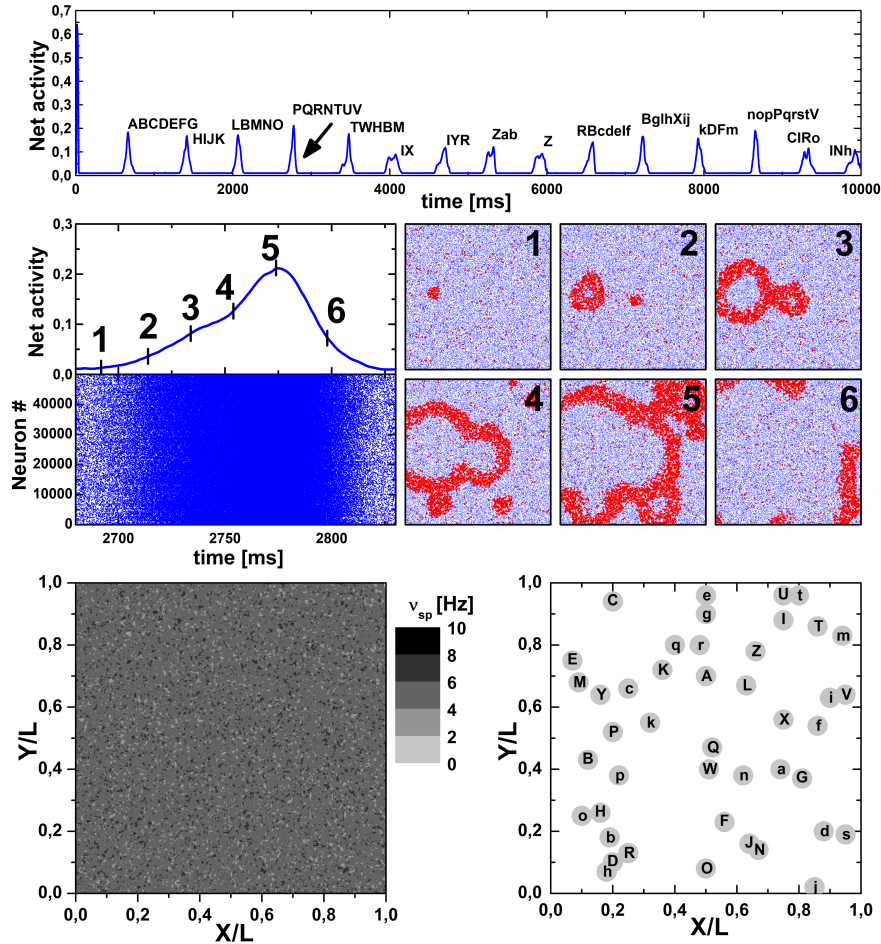 Net activity
0,7
0,6
0,5
0,4
0,3
0,2
0,1
0,0
ABCDEFG
HIJK
LBMNO
PQRNTUV
TWHBM
IX
IYR
Zab
Z
RBcdelf
BglhXij
kDFm
nopPqrstV
CIRo
INh
0
2000
4000
6000
8000
10000
time [ms]
Net activity
0,3
0,2
0,1
0,0
1
2
3
4
5
6
Neuron #
40000
30000
20000
10000
0
2700
2750
2800
time [ms]
1
2
3
4
5
6
Y/L
1,0
0,8
0,6
0,4
0,2
0,0
0,0
0,2
0,4
0,6
0,8
1,0
X/L
ν_sp [Hz]
10
8
6
4
2
0
Y/L
1,0
0,8
0,6
0,4
0,2
0,0
C
e
U
t
g
I
T
m
q
r
Z
E
K
A
M
Y
c
L
i
V
k
X
f
P
Q
B
W
p
n
a
G
o
H
F
b
J
N
d
s
D
R
h
O
j
0,0
0,2
0,4
0,6
0,8
1,0
X/L